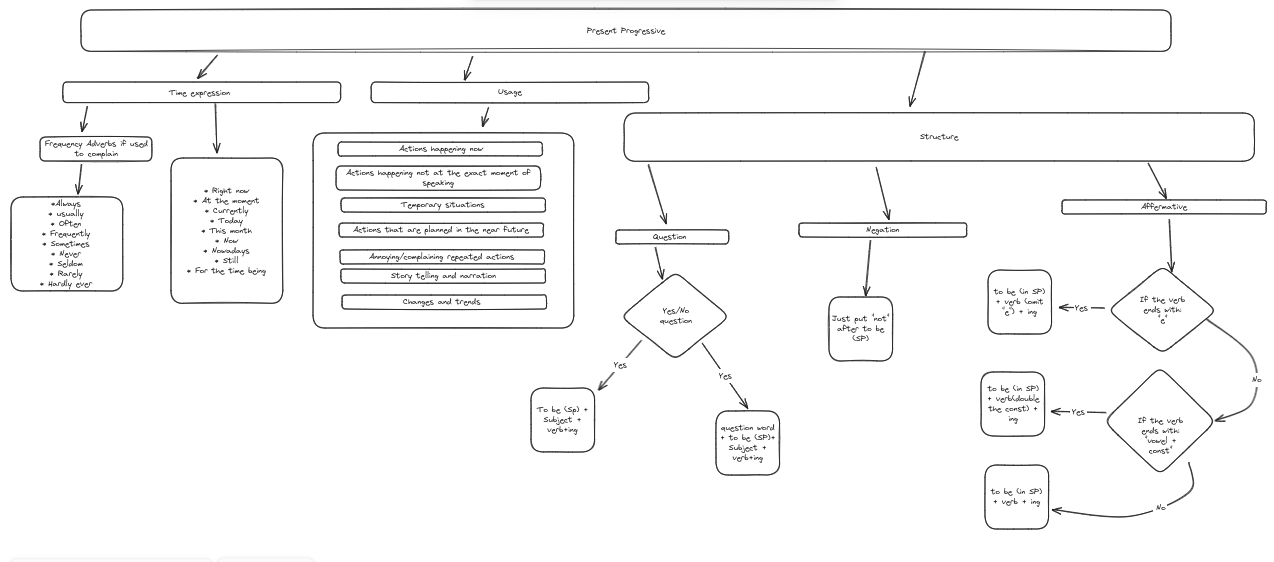 Present Progressive
Time expression
Usage
Structure
Frequency Adverbs if used
to complain
*Always
* usually
* Often
* Frequently
* Sometimes
* Never
* Seldom
* Rarely
* Hardly ever
* Right now
* At the moment
* Currently
* Today
* This month
* Now
* Nowadays
* Still
* For the time being
Actions happening now
Actions happening not at the exact moment of
speaking
Temporary situations
Actions that are planned in the near future
Annoying/complaining repeated actions
Story telling and narration
Changes and trends
Question
Yes/No
question
Yes
To be (Sp) +
Subject +
verb+ing
Yes
question word
+ to be (SP)+
Subject +
verb+ing
Negation
Just put "not"
after to be
(SP)
Affermative
If the verb
ends with:
"e"
Yes
to be (in SP)
+ verb (omit
"e") + ing
No
If the verb
ends with:
"vowel +
const"
Yes
to be (in SP)
+ verb(double
the const) +
ing
No
to be (in SP)
+ verb + ing